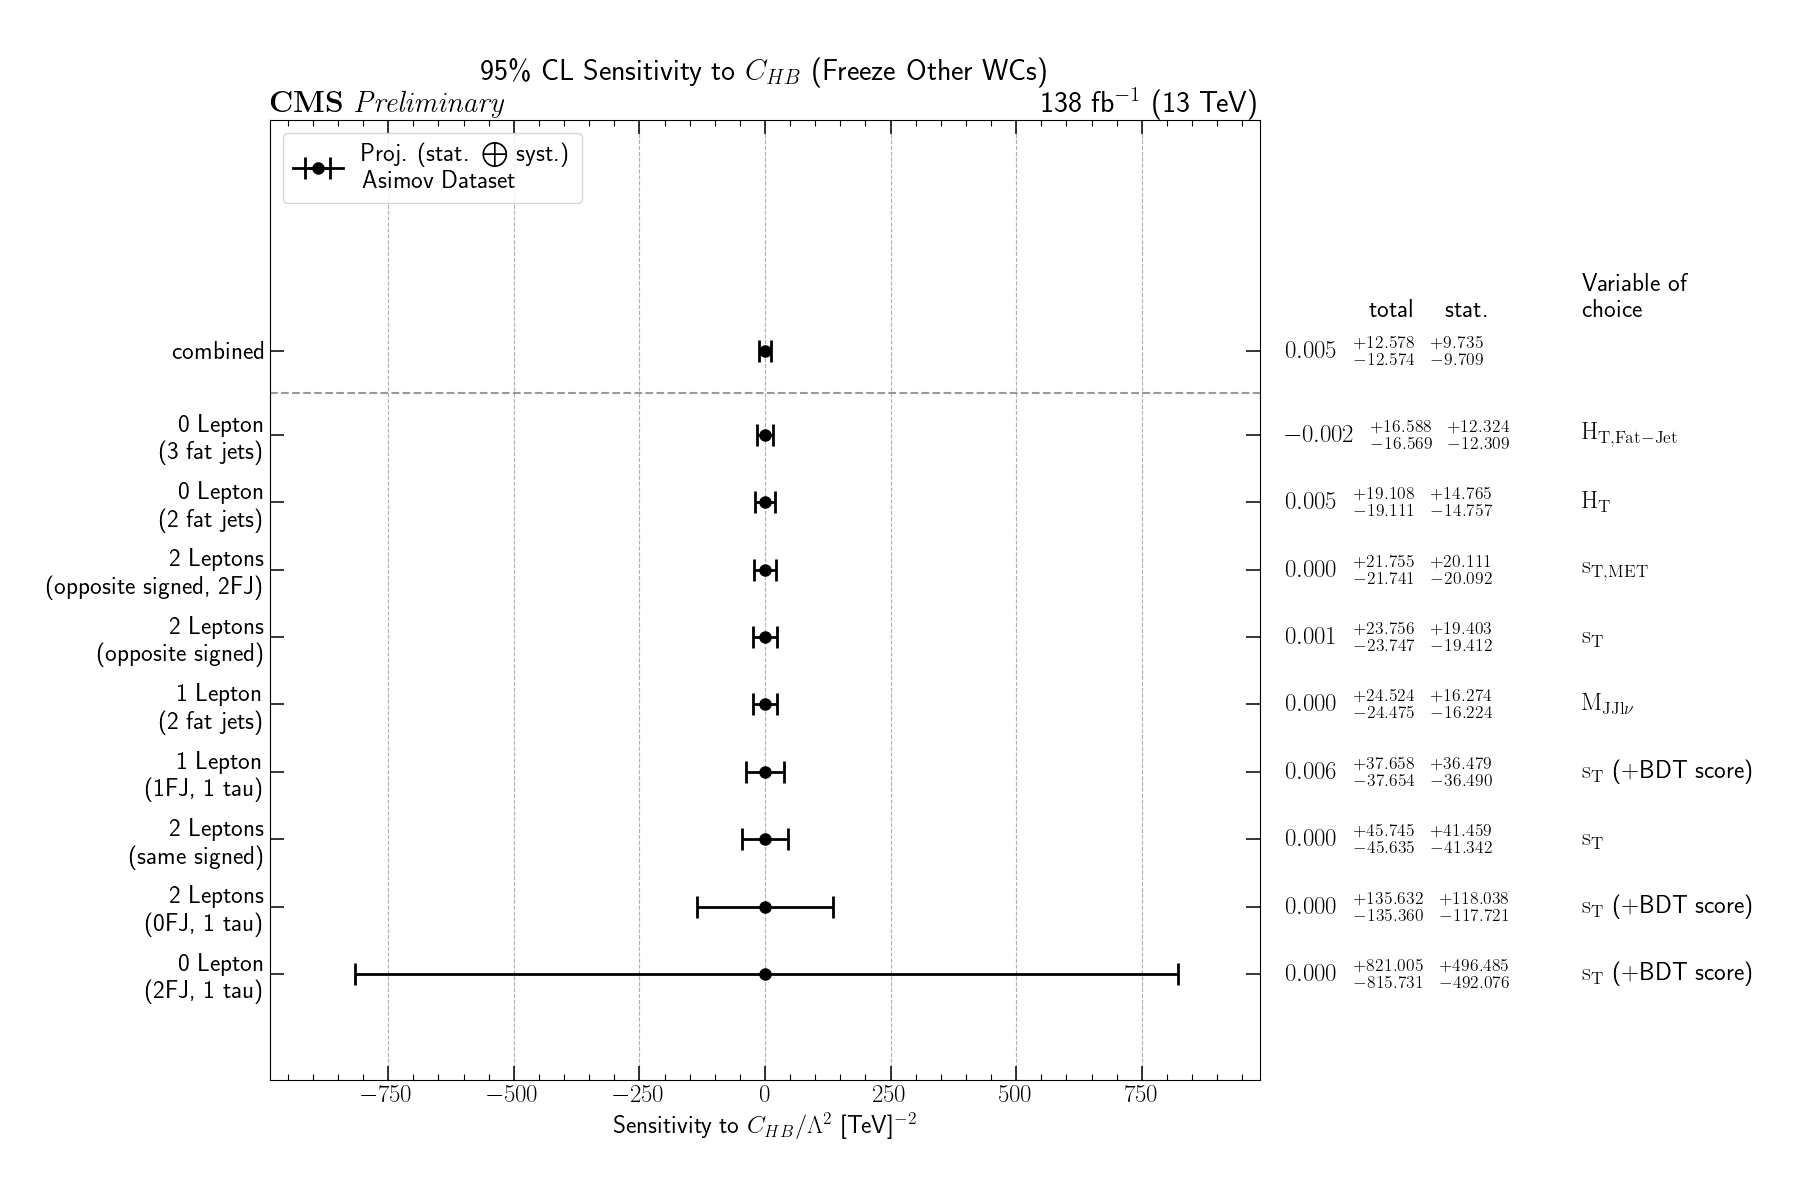 95% CL Sensitivity to C_{HB} (Freeze Other WCs)
CMS Preliminary 138 fb^{-1} (13 TeV)
Proj. (stat. ⨁ syst.)
Asimov Dataset
Variable of
total stat. choice
combined 0.005 +12.578 −12.574 +9.735 −9.709
0 Lepton
(3 fat jets) −0.002 +16.588 −16.569 +12.324 −12.309 H_{T,Fat−Jet}
0 Lepton
(2 fat jets) 0.005 +19.108 −19.111 +14.765 −14.757 H_T
2 Leptons
(opposite signed, 2FJ) 0.000 +21.755 −21.741 +20.111 −20.092 s_{T,MET}
2 Leptons
(opposite signed) 0.001 +23.756 −23.747 +19.403 −19.412 s_T
1 Lepton
(2 fat jets) 0.000 +24.524 −24.475 +16.274 −16.224 M_{JJlν}
1 Lepton
(1FJ, 1 tau) 0.006 +37.658 −37.654 +36.479 −36.490 s_T (+BDT score)
2 Leptons
(same signed) 0.000 +45.745 −45.635 +41.459 −41.342 s_T
2 Leptons
(0FJ, 1 tau) 0.000 +135.632 −135.360 +118.038 −117.721 s_T (+BDT score)
0 Lepton
(2FJ, 1 tau) 0.000 +821.005 −815.731 +496.485 −492.076 s_T (+BDT score)
−750 −500 −250 0 250 500 750
Sensitivity to C_{HB}/Λ^2 [TeV]^{−2}